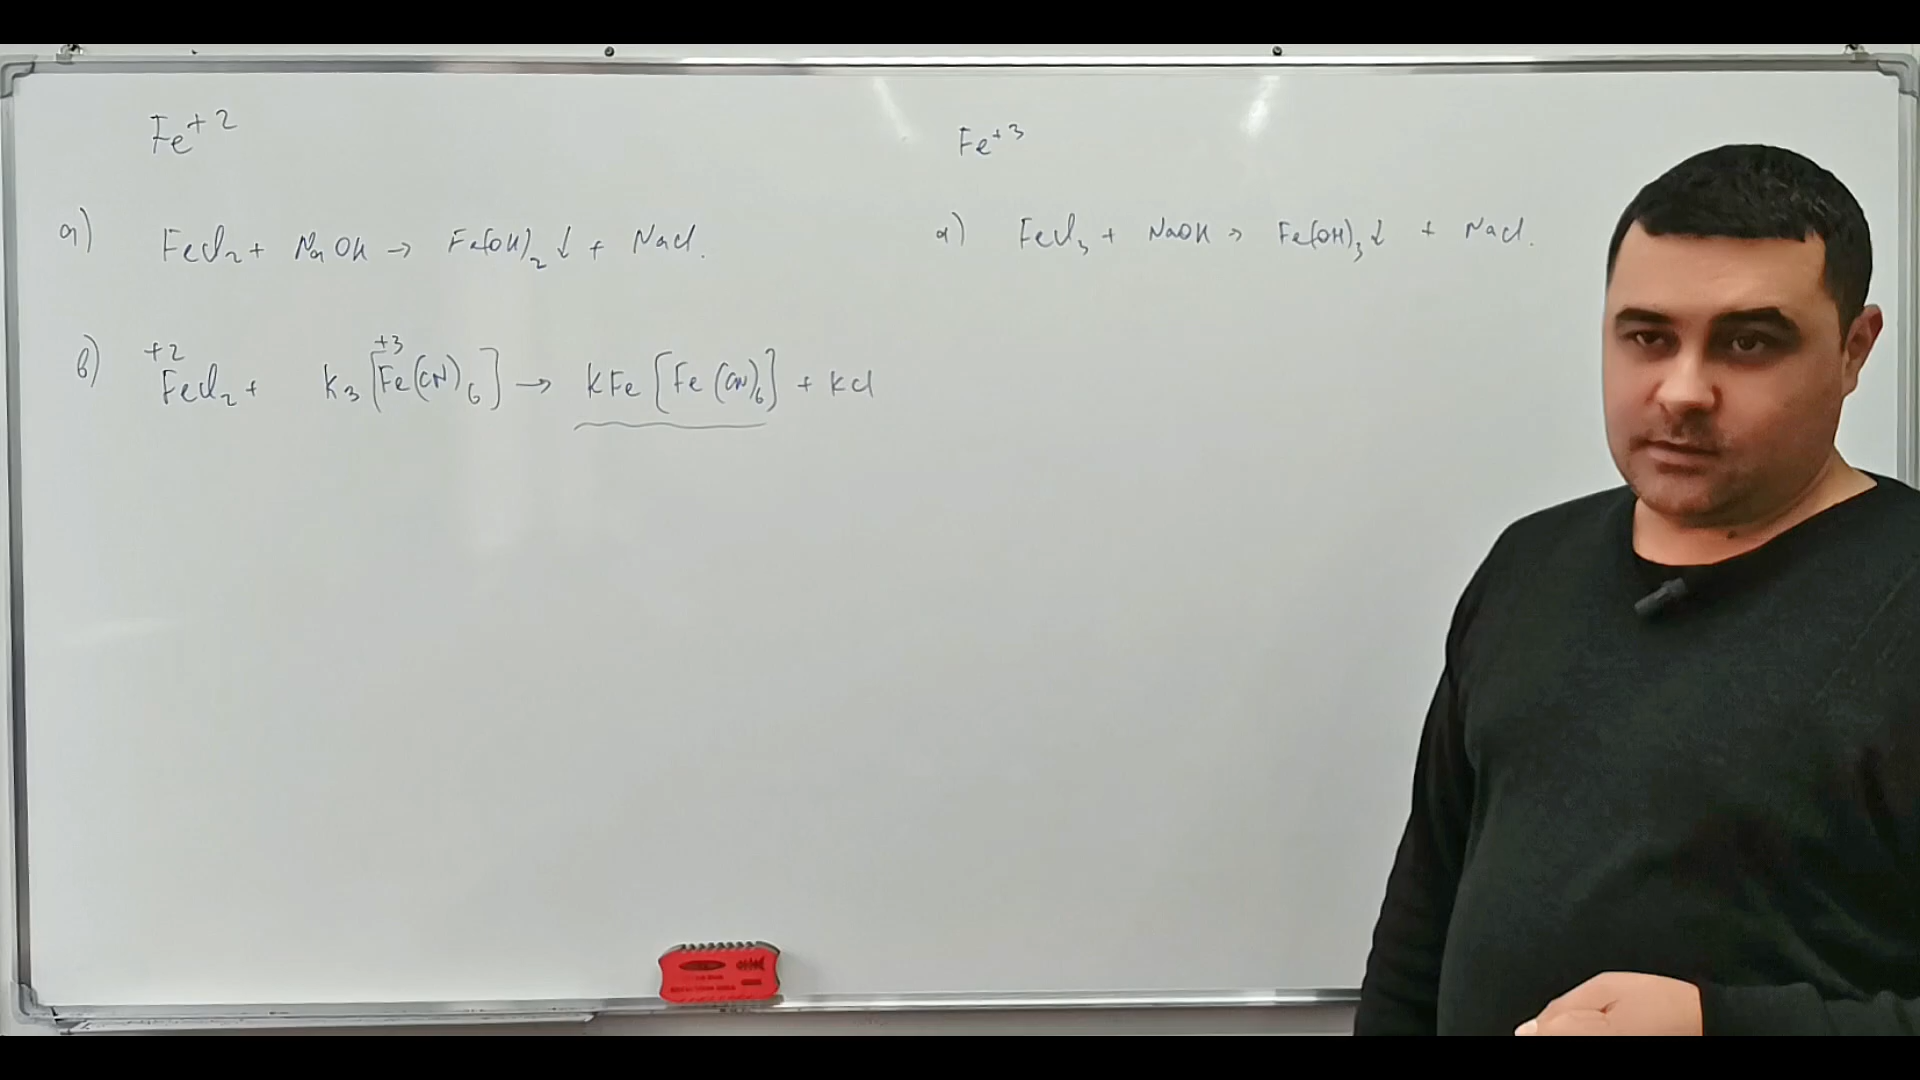 Fe⁺²
Fe⁺³
а) FeCl₂ + NaOH → Fe(OH)₂↓ + NaCl.
а) FeCl₃ + NaOH → Fe(OH)₃↓ + NaCl.
+2 +3
в) FeCl₂ + K₃[Fe(CN)₆] → KFe[Fe(CN)₆] + KCl